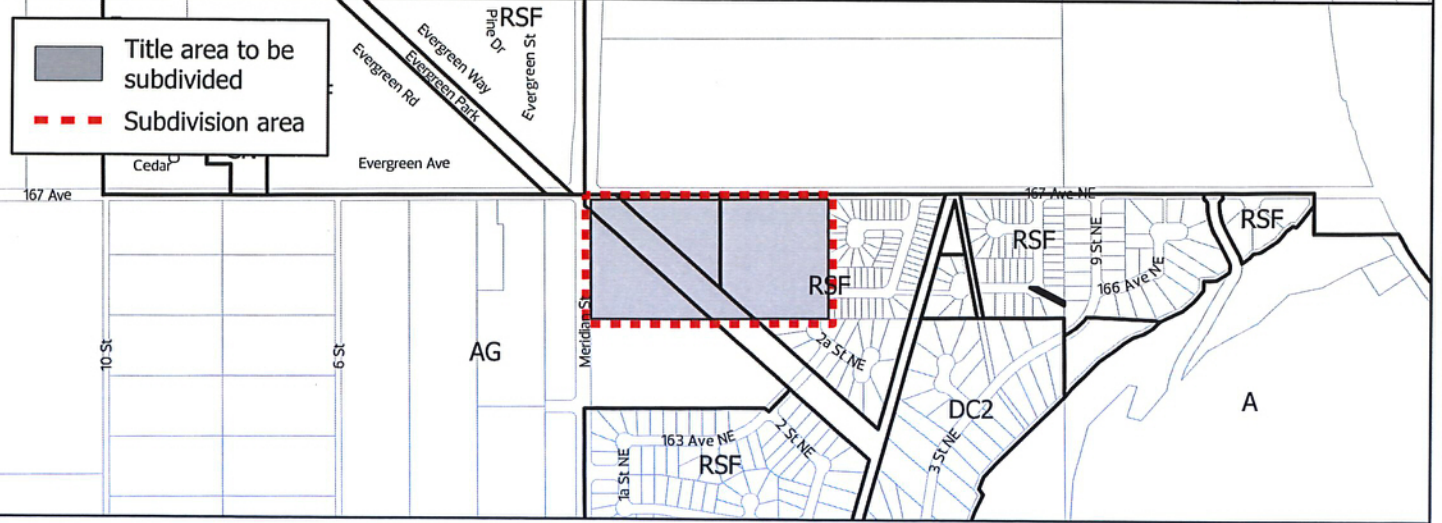 Title area to be
subdivided
Subdivision area
RSF
Pine Dr
Evergreen St
Evergreen Way
Evergreen Park
Evergreen Rd
Evergreen Ave
Cedar
167 Ave
167 Ave NE
RSF
RSF
RSF
9 St NE
166 Ave NE
10 St
6 St
AG
Meridian St
2a St NE
DC2
A
163 Ave NE
2 St NE
3 St NE
RSF
1a St NE